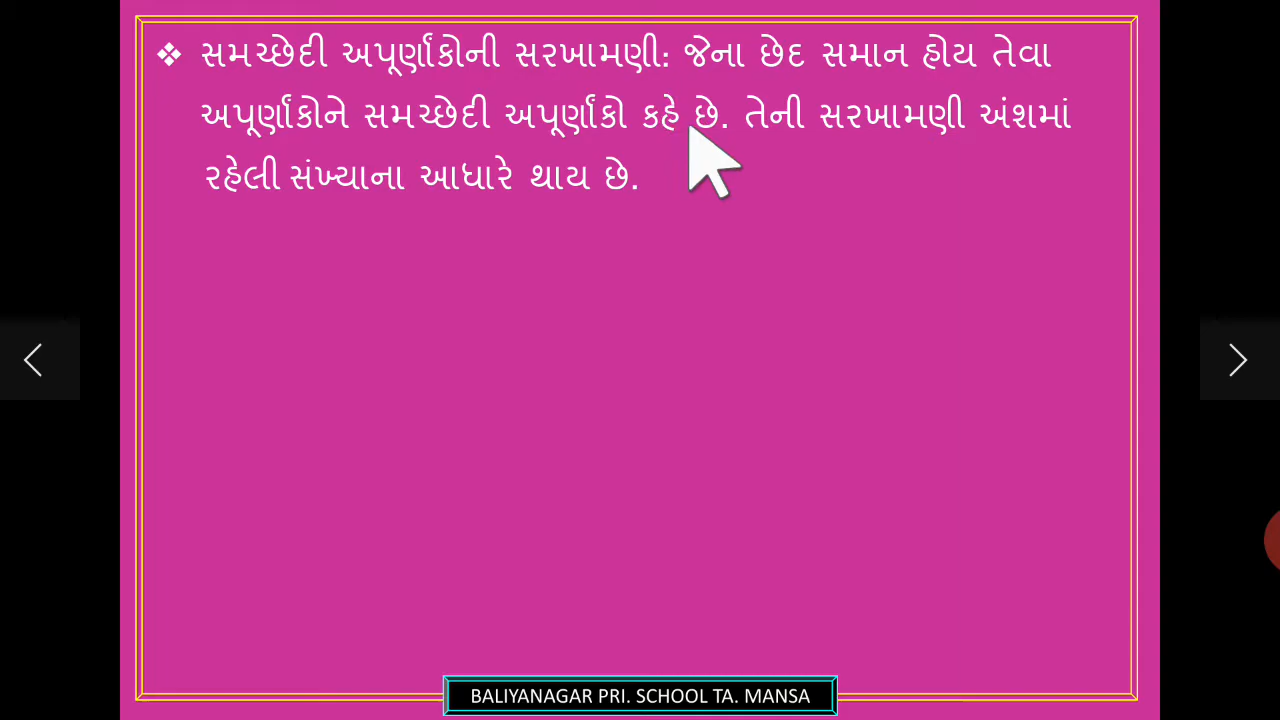 ❖ સમચ્છેદી અપૂર્ણાંકોની સરખામણી: જેના છેદ સમાન હોય તેવા
અપૂર્ણાંકોને સમચ્છેદી અપૂર્ણાંકો કહે છે. તેની સરખામણી અંશમાં
રહેલી સંખ્યાના આધારે થાય છે.
BALIYANAGAR PRI. SCHOOL TA. MANSA